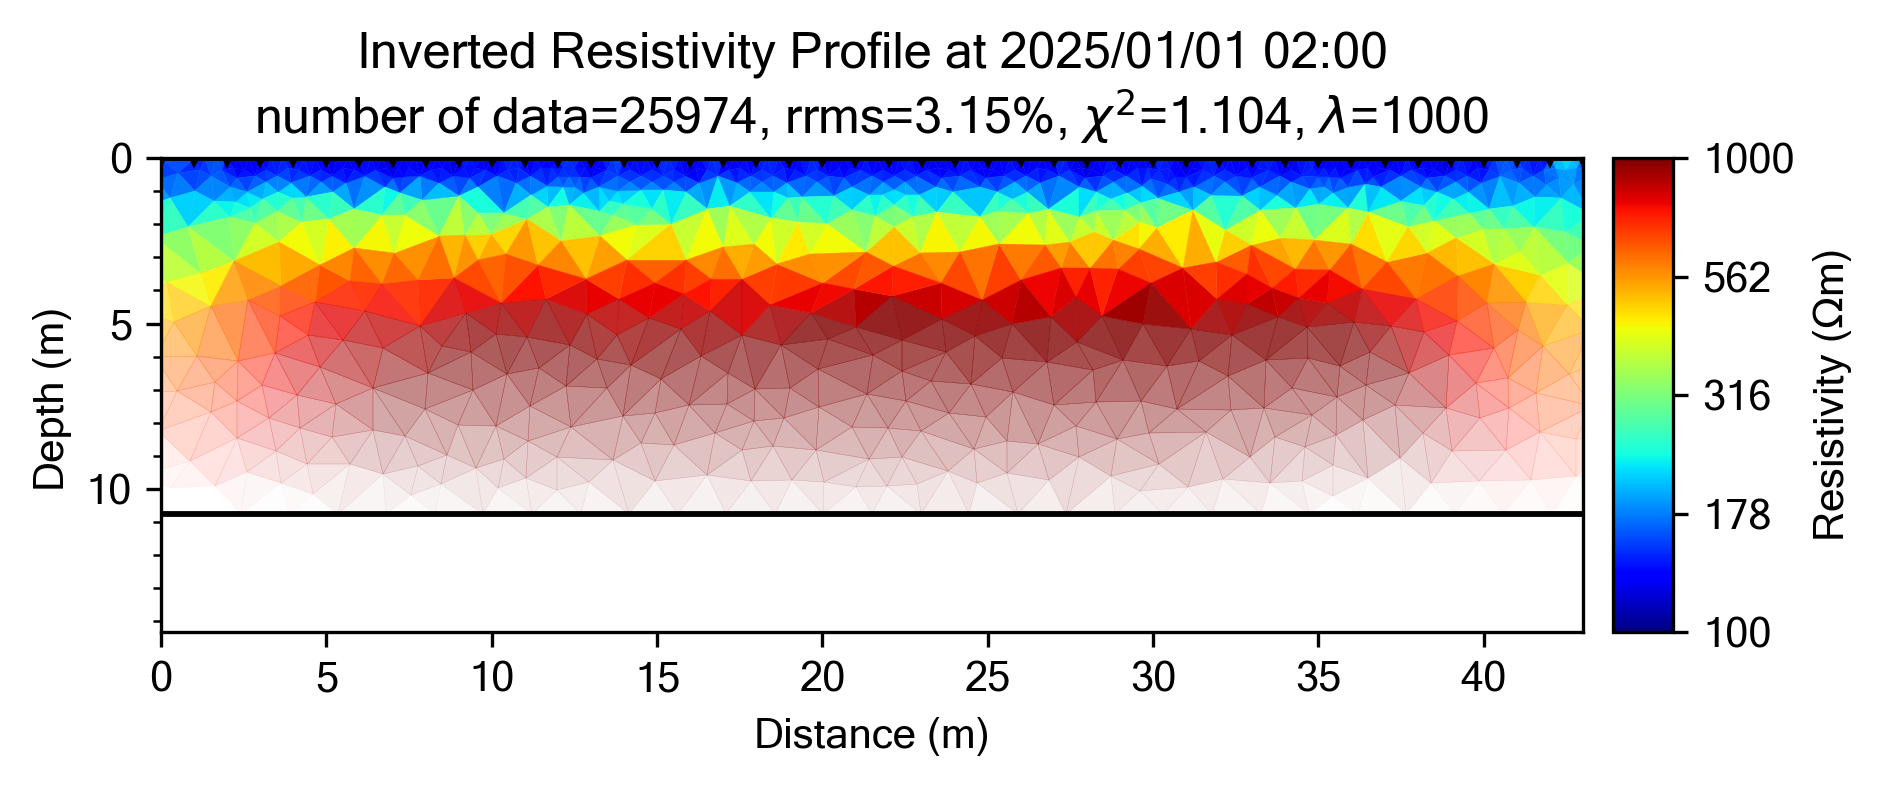 Inverted Resistivity Profile at 2025/01/01 02:00
number of data=25974, rrms=3.15%, χ²=1.104, λ=1000
0
5
10
Depth (m)
0 5 10 15 20 25 30 35 40
Distance (m)
1000
562
316
178
100
Resistivity (Ωm)